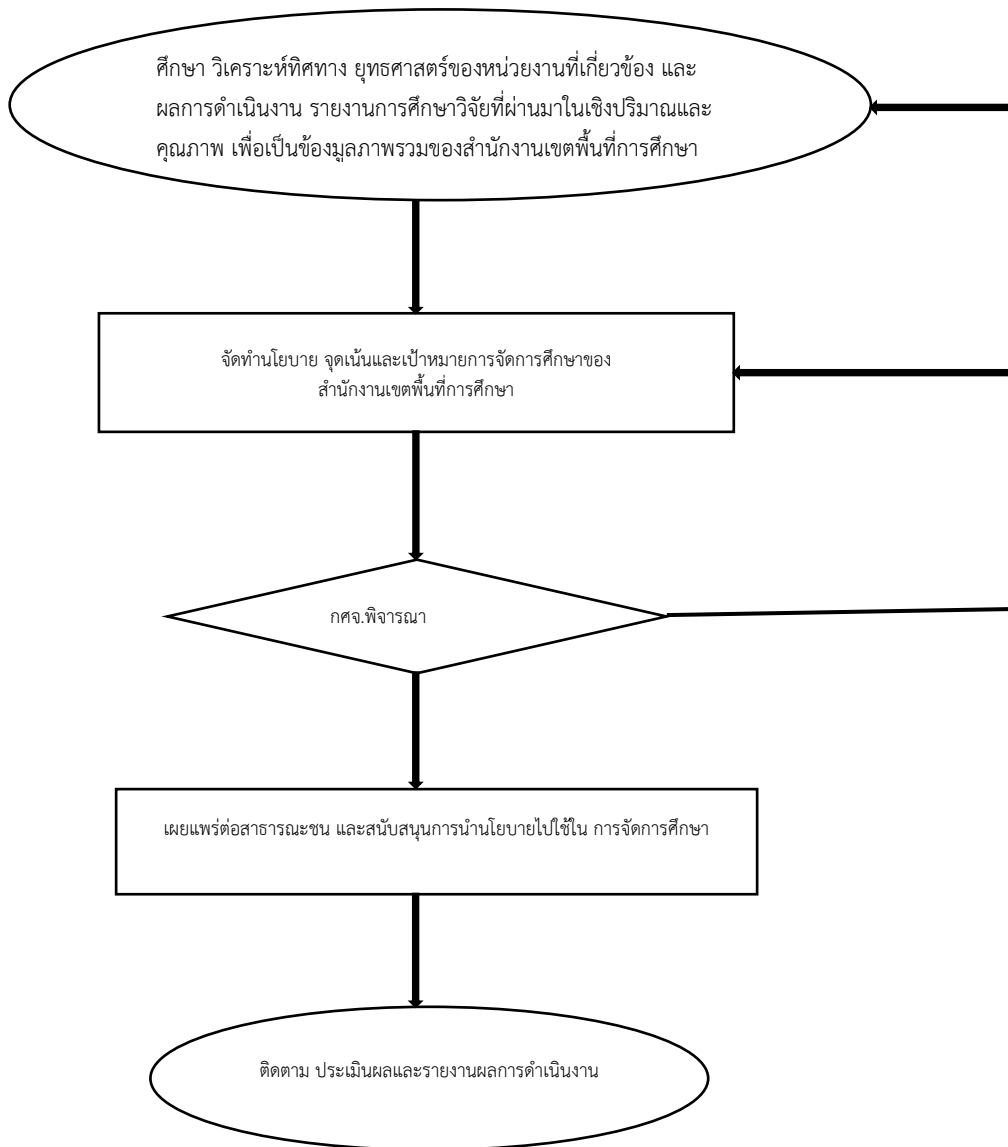 ศึกษา วิเคราะห์ทิศทาง ยุทธศาสตร์ของหน่วยงานที่เกี่ยวข้อง และ
ผลการดำเนินงาน รายงานการศึกษาวิจัยที่ผ่านมาในเชิงปริมาณและ
คุณภาพ เพื่อเป็นข้องมูลภาพรวมของสำนักงานเขตพื้นที่การศึกษา
จัดทำนโยบาย จุดเน้นและเป้าหมายการจัดการศึกษาของ
สำนักงานเขตพื้นที่การศึกษา
กศจ.พิจารณา
เผยแพร่ต่อสาธารณะชน และสนับสนุนการนำนโยบายไปใช้ใน การจัดการศึกษา
ติดตาม ประเมินผลและรายงานผลการดำเนินงาน